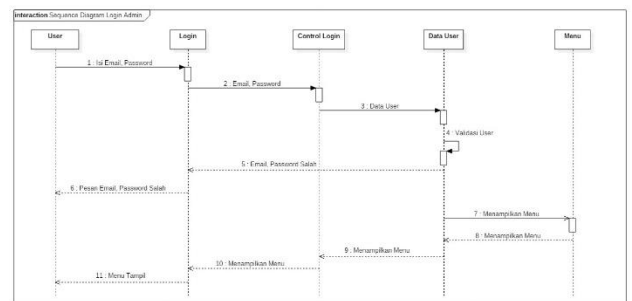 interaction Sequence Diagram Login Admin
User
Login
Control Login
Data User
Menu
1 : Isi Email, Password
2 : Email, Password
3 : Data User
4 : Validasi User
5 : Email, Password Salah
6 : Pesan Email, Password Salah
7 : Menampilkan Menu
8 : Menampilkan Menu
9 : Menampilkan Menu
10 : Menampilkan Menu
11 : Menu Tampil